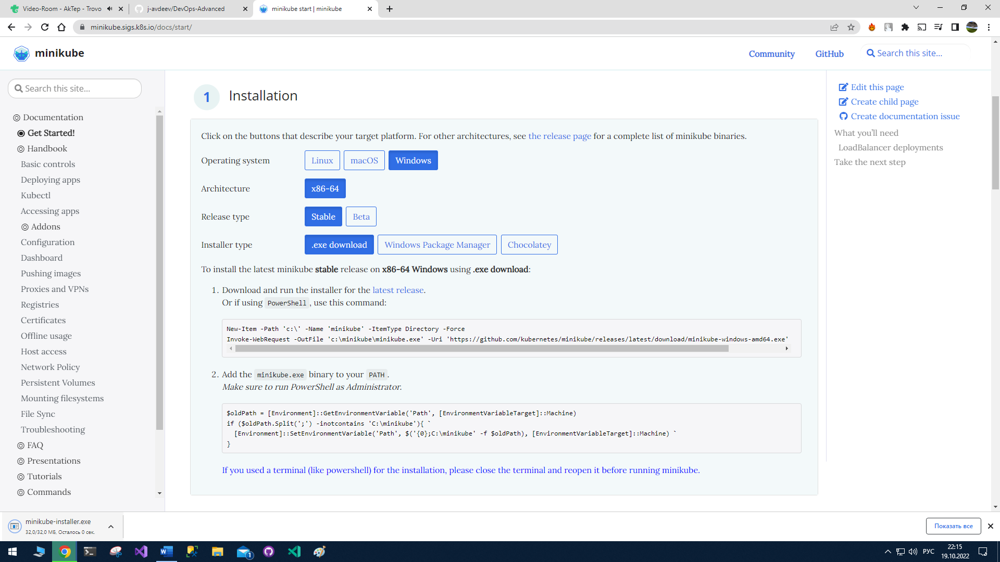 Video-Room - AkTep - Trovo
j-avdeev/DevOps-Advanced
minikube start | minikube
minikube.sigs.k8s.io/docs/start/
minikube
Community
GitHub
Search this site...
Search this site...
Documentation
Get Started!
Handbook
Basic controls
Deploying apps
Kubectl
Accessing apps
Addons
Configuration
Dashboard
Pushing images
Proxies and VPNs
Registries
Certificates
Offline usage
Host access
Network Policy
Persistent Volumes
Mounting filesystems
File Sync
Troubleshooting
FAQ
Presentations
Tutorials
Commands
1 Installation
Click on the buttons that describe your target platform. For other architectures, see the release page for a complete list of minikube binaries.
Operating system Linux macOS Windows
Architecture x86-64
Release type Stable Beta
Installer type .exe download Windows Package Manager Chocolatey
To install the latest minikube stable release on x86-64 Windows using .exe download:
1. Download and run the installer for the latest release.
Or if using PowerShell, use this command:
New-Item -Path 'c:\' -Name 'minikube' -ItemType Directory -Force
Invoke-WebRequest -OutFile 'c:\minikube\minikube.exe' -Uri 'https://github.com/kubernetes/minikube/releases/latest/download/minikube-windows-amd64.exe'
2. Add the minikube.exe binary to your PATH.
Make sure to run PowerShell as Administrator.
$oldPath = [Environment]::GetEnvironmentVariable('Path', [EnvironmentVariableTarget]::Machine)
if ($oldPath.Split(';') -inotcontains 'C:\minikube'){ `
[Environment]::SetEnvironmentVariable('Path', $('{0};C:\minikube' -f $oldPath), [EnvironmentVariableTarget]::Machine) `
}
If you used a terminal (like powershell) for the installation, please close the terminal and reopen it before running minikube.
Edit this page
Create child page
Create documentation issue
What you'll need
LoadBalancer deployments
Take the next step
minikube-installer.exe
32,0/32,0 МБ, Осталось 0 сек.
Показать все
1
РУС
22:15
19.10.2022